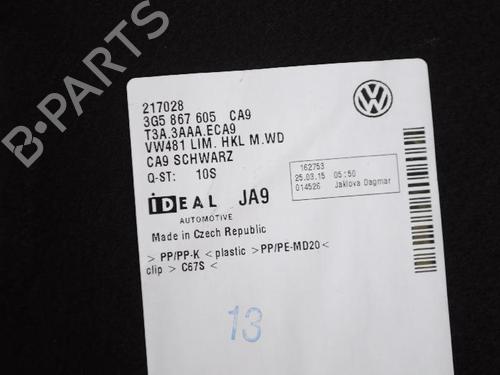 217028
3G5 867 605 CA9
T3A.3AAA.ECA9
VW481 LIM. HKL M.WD
CA9 SCHWARZ
Q-ST: 10S
162753
25.03.15 05:50
014526 Jaklova Dagmar
iDEAL JA9
AUTOMOTIVE
Made in Czech Republic
> PP/PP-K < plastic > PP/PE-MD20 <
clip > C67S <
13
B-PARTS